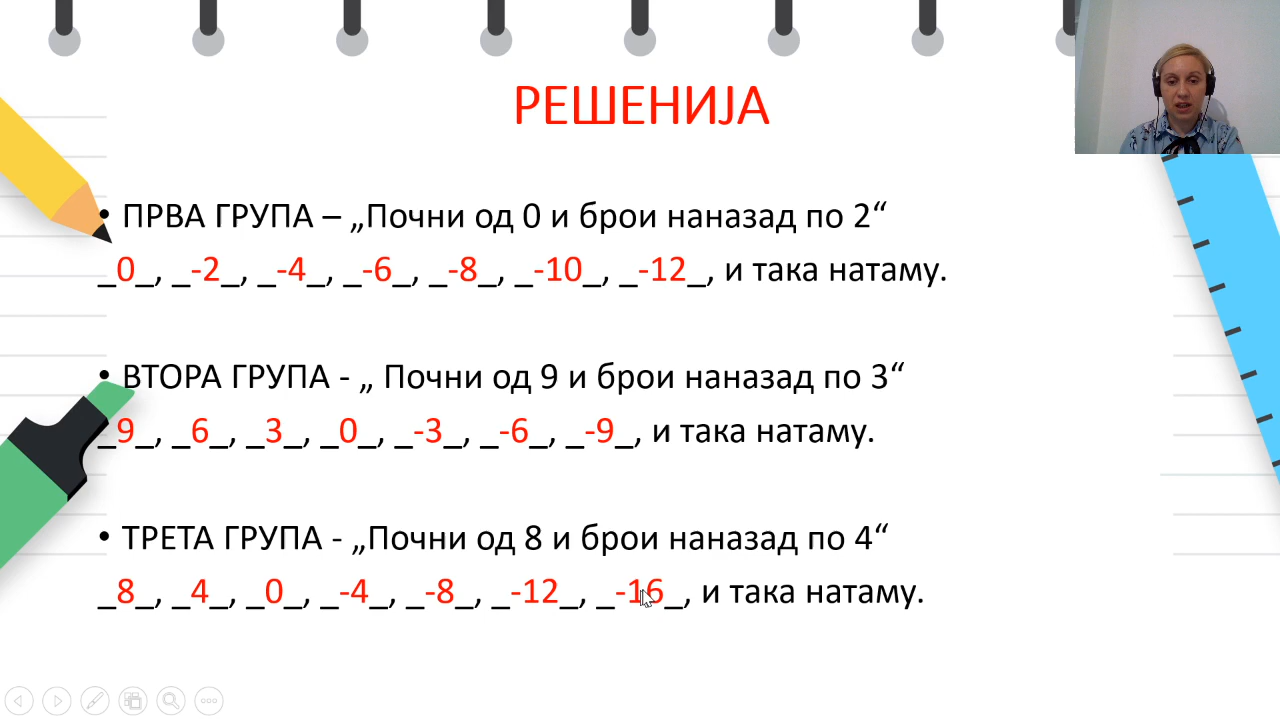 РЕШЕНИЈА
• ПРВА ГРУПА – „Почни од 0 и брои наназад по 2“
_0_, _-2_, _-4_, _-6_, _-8_, _-10_, _-12_, и така натаму.
• ВТОРА ГРУПА - „ Почни од 9 и брои наназад по 3“
_9_, _6_, _3_, _0_, _-3_, _-6_, _-9_, и така натаму.
• ТРЕТА ГРУПА - „Почни од 8 и брои наназад по 4“
_8_, _4_, _0_, _-4_, _-8_, _-12_, _-16_, и така натаму.